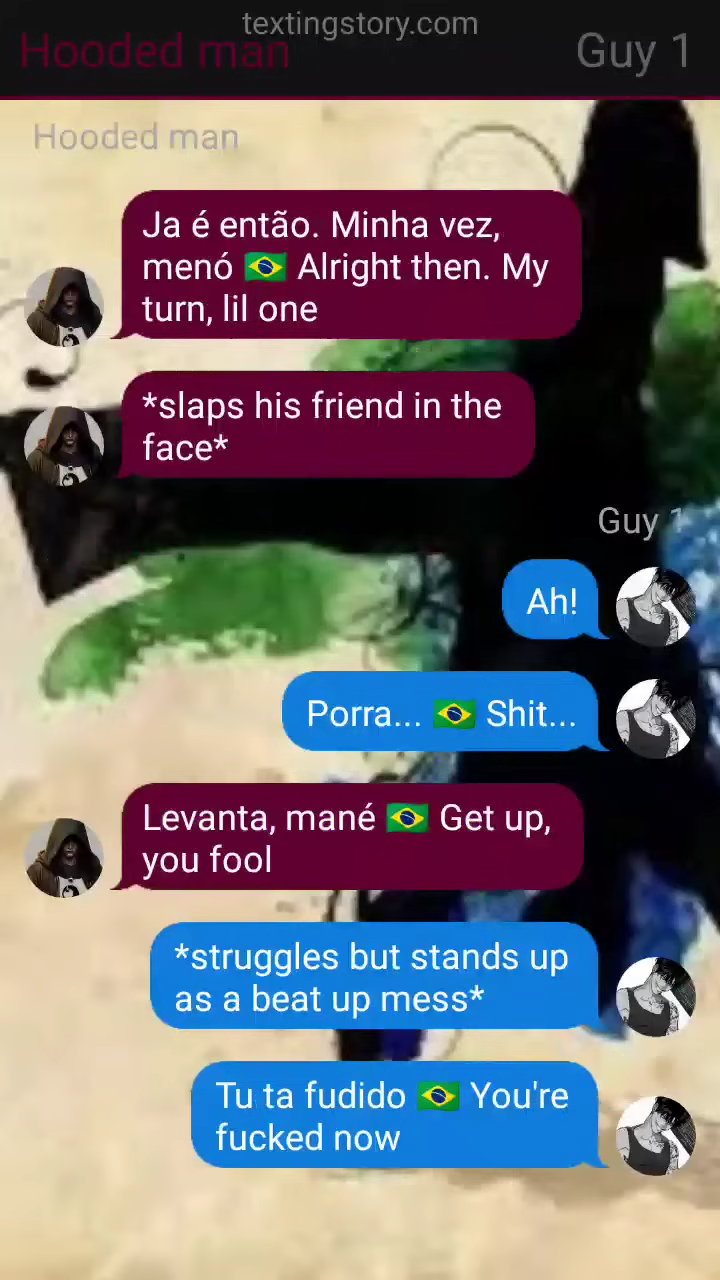 textingstory.com
Hooded man
Guy 1
Hooded man
Ja é então. Minha vez,
menó 🇧🇷 Alright then. My
turn, lil one
*slaps his friend in the
face*
Guy 1
Ah!
Porra... 🇧🇷 Shit...
Levanta, mané 🇧🇷 Get up,
you fool
*struggles but stands up
as a beat up mess*
Tu ta fudido 🇧🇷 You're
fucked now